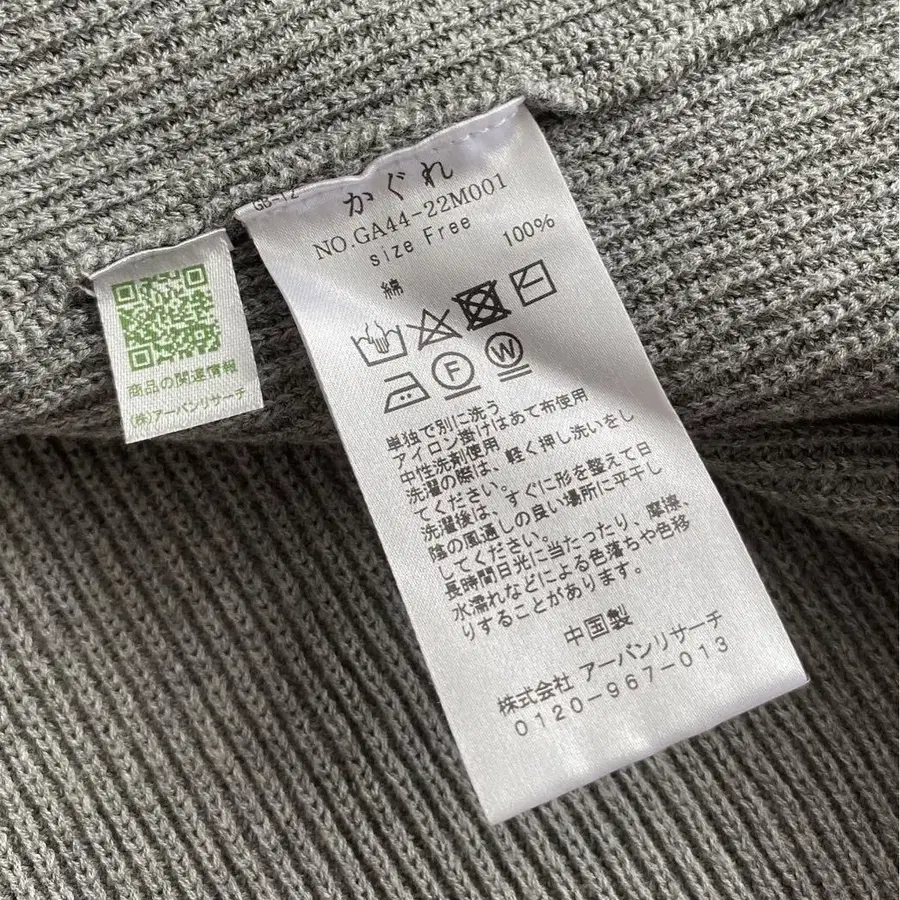 かぐれ
NO.GA44-22M001
size Free
綿 100%
F W
単独で別に洗う
アイロン掛けはあて布使用
中性洗剤使用
洗濯の際は、軽く押し洗いをし
てください。
洗濯後は、すぐに形を整えて日
陰の風通しの良い場所に平干し
してください。
長時間日光に当たったり、摩擦、
水濡れなどによる色落ちや色移
りすることがあります。
中国製
株式会社 アーバンリサーチ
0120-967-013
商品の関連情報
(株)アーバンリサーチ